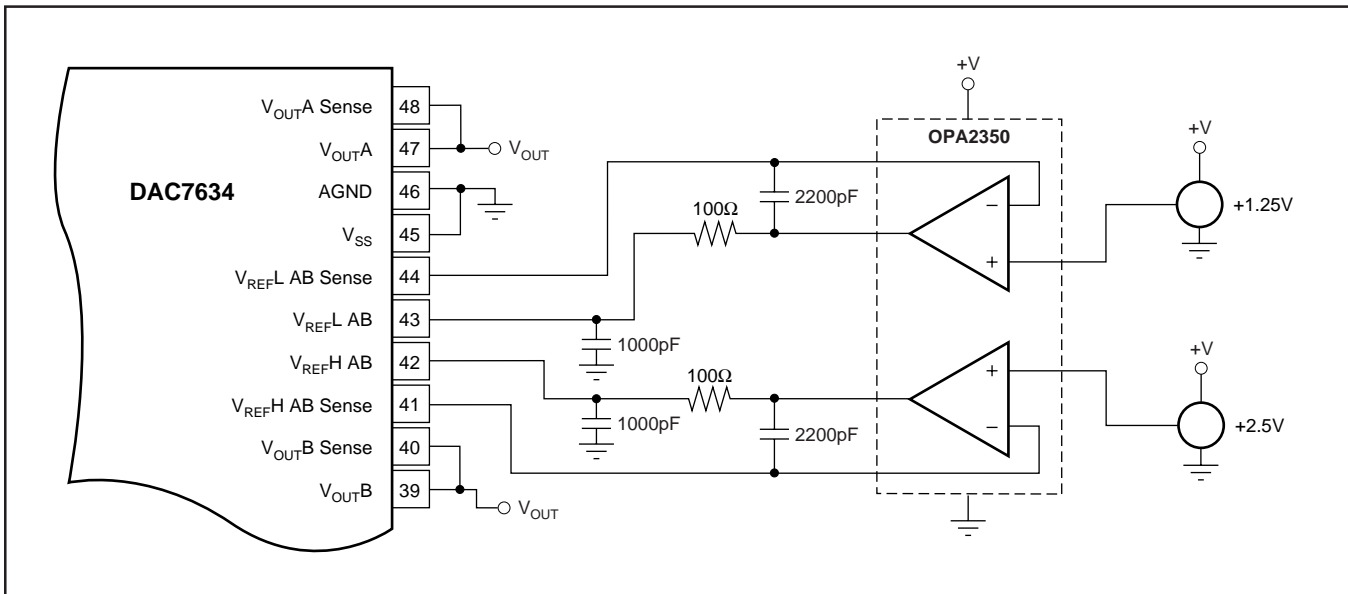 DAC7634
V_OUTA Sense 48
V_OUTA 47
V_OUT
AGND 46
V_SS 45
V_REFL AB Sense 44
V_REFL AB 43
V_REFH AB 42
V_REFH AB Sense 41
V_OUTB Sense 40
V_OUTB 39
V_OUT
100Ω
2200pF
1000pF
100Ω
1000pF
2200pF
+V
OPA2350
−
+
+
−
+V
+1.25V
+V
+2.5V